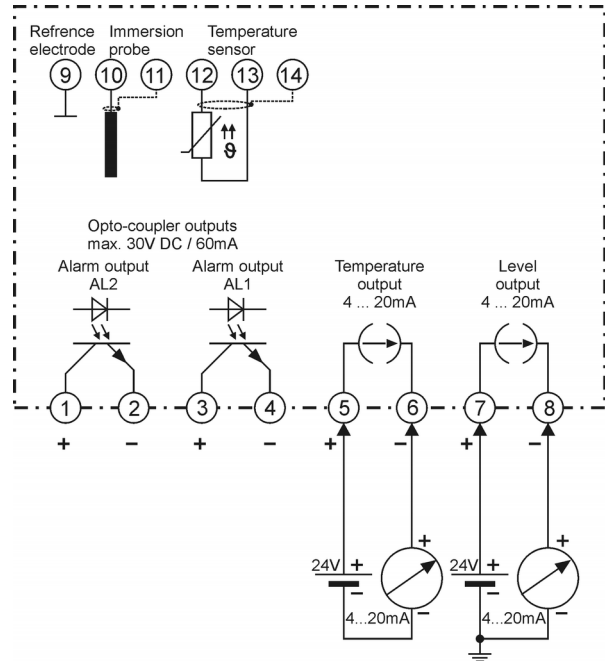 Refrence electrode
Immersion probe
Temperature sensor
9 10 11 12 13 14
ϑ
Opto-coupler outputs
max. 30V DC / 60mA
Alarm output
AL2
Alarm output
AL1
Temperature output
4 ... 20mA
Level output
4 ... 20mA
1 2 3 4 5 6 7 8
+ – + – + – + –
24V + – + –
4...20mA
24V + – + –
4...20mA